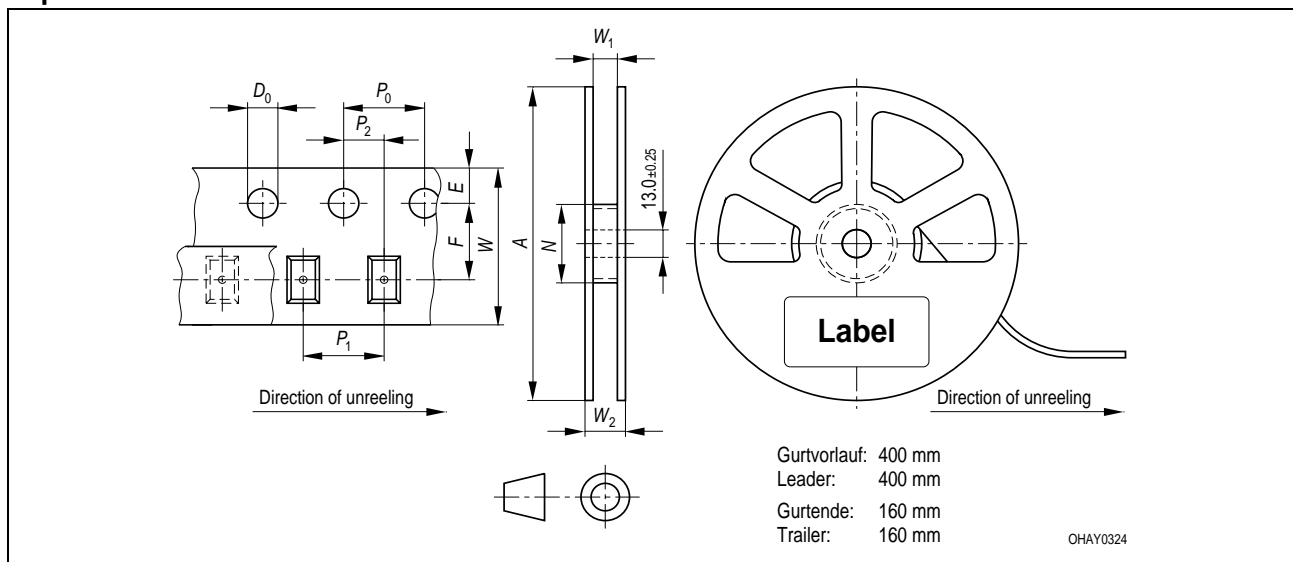 W1
D0
P0
P2
E
F
W
A
N
13.0±0.25
P1
Label
Direction of unreeling
Direction of unreeling
W2
Gurtvorlauf: 400 mm
Leader: 400 mm
Gurtende: 160 mm
Trailer: 160 mm
OHAY0324